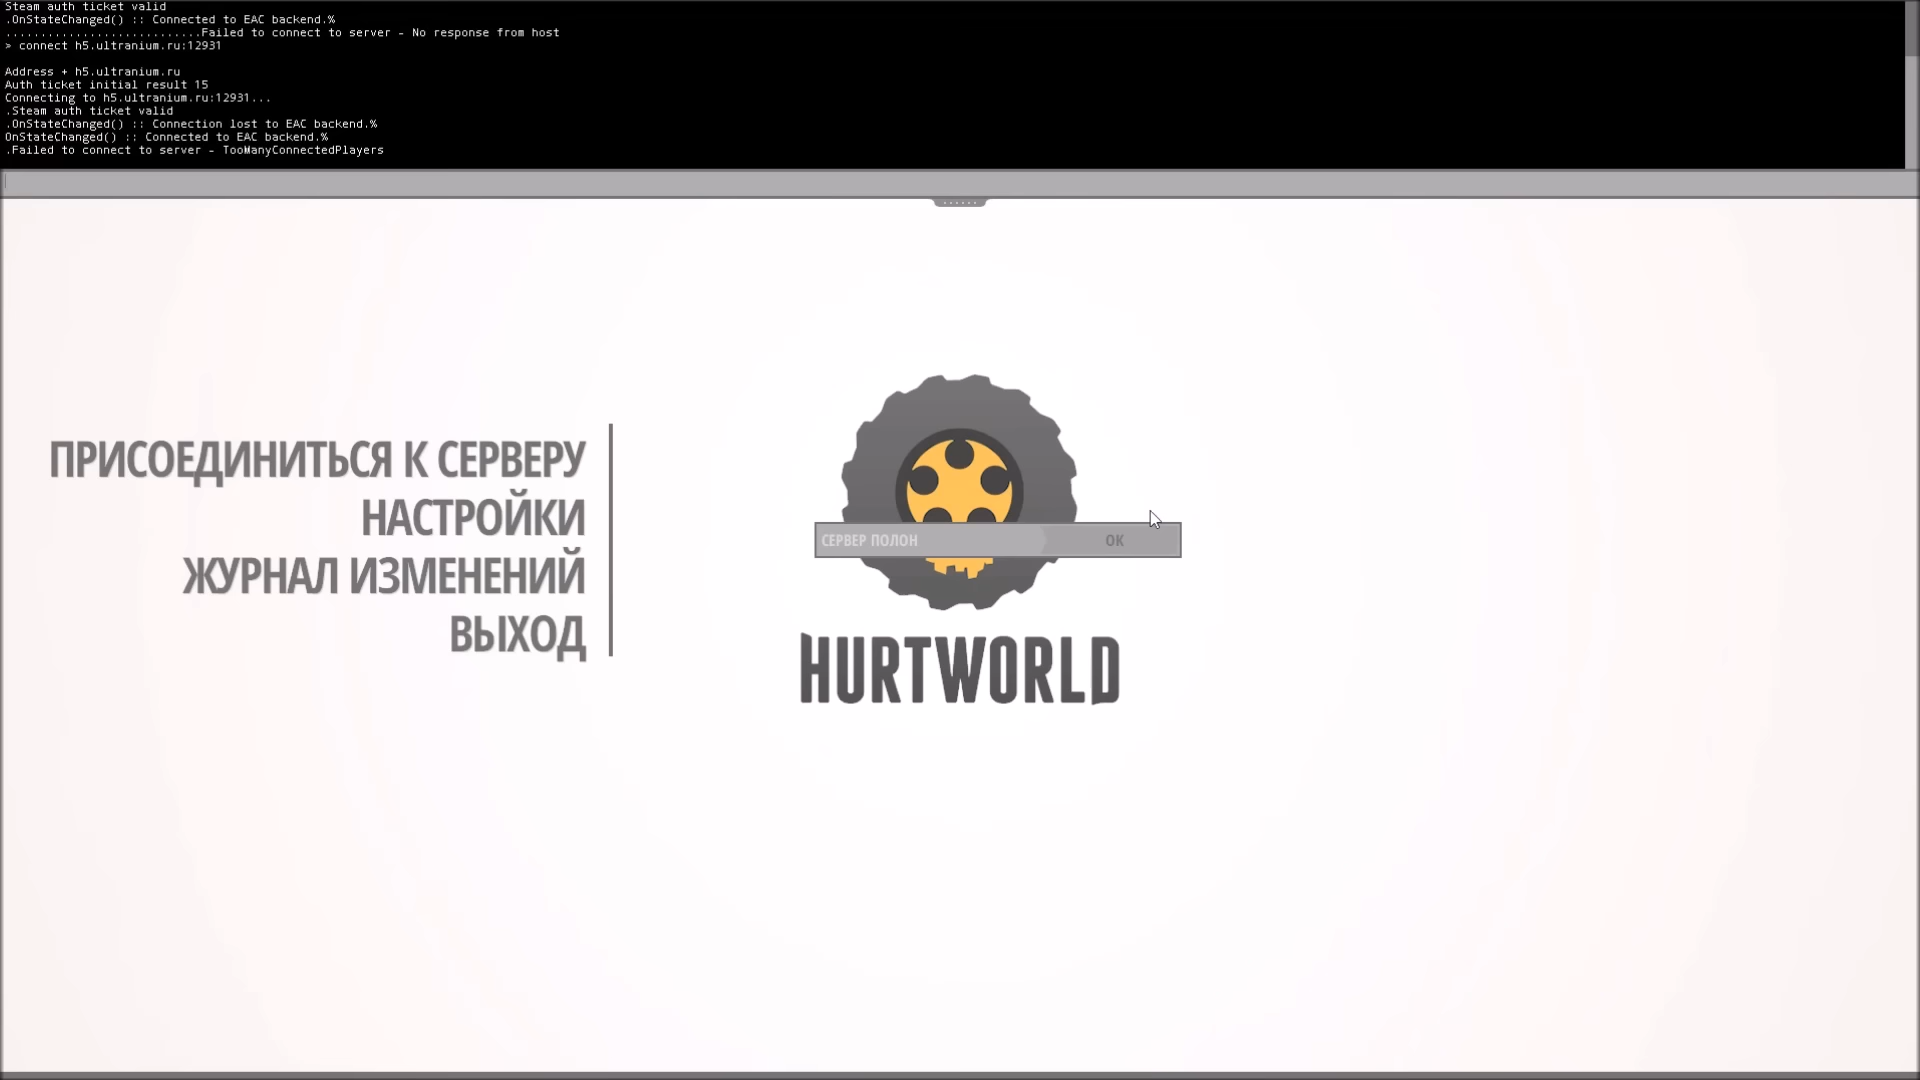 Steam auth ticket valid
.OnStateChanged() :: Connected to EAC backend.%
............................Failed to connect to server - No response from host
> connect h5.ultranium.ru:12931
Address + h5.ultranium.ru
Auth ticket initial result 15
Connecting to h5.ultranium.ru:12931...
.Steam auth ticket valid
.OnStateChanged() :: Connection lost to EAC backend.%
OnStateChanged() :: Connected to EAC backend.%
.Failed to connect to server - TooManyConnectedPlayers
ПРИСОЕДИНИТЬСЯ К СЕРВЕРУ
НАСТРОЙКИ
ЖУРНАЛ ИЗМЕНЕНИЙ
ВЫХОД
СЕРВЕР ПОЛОН
OK
HURTWORLD